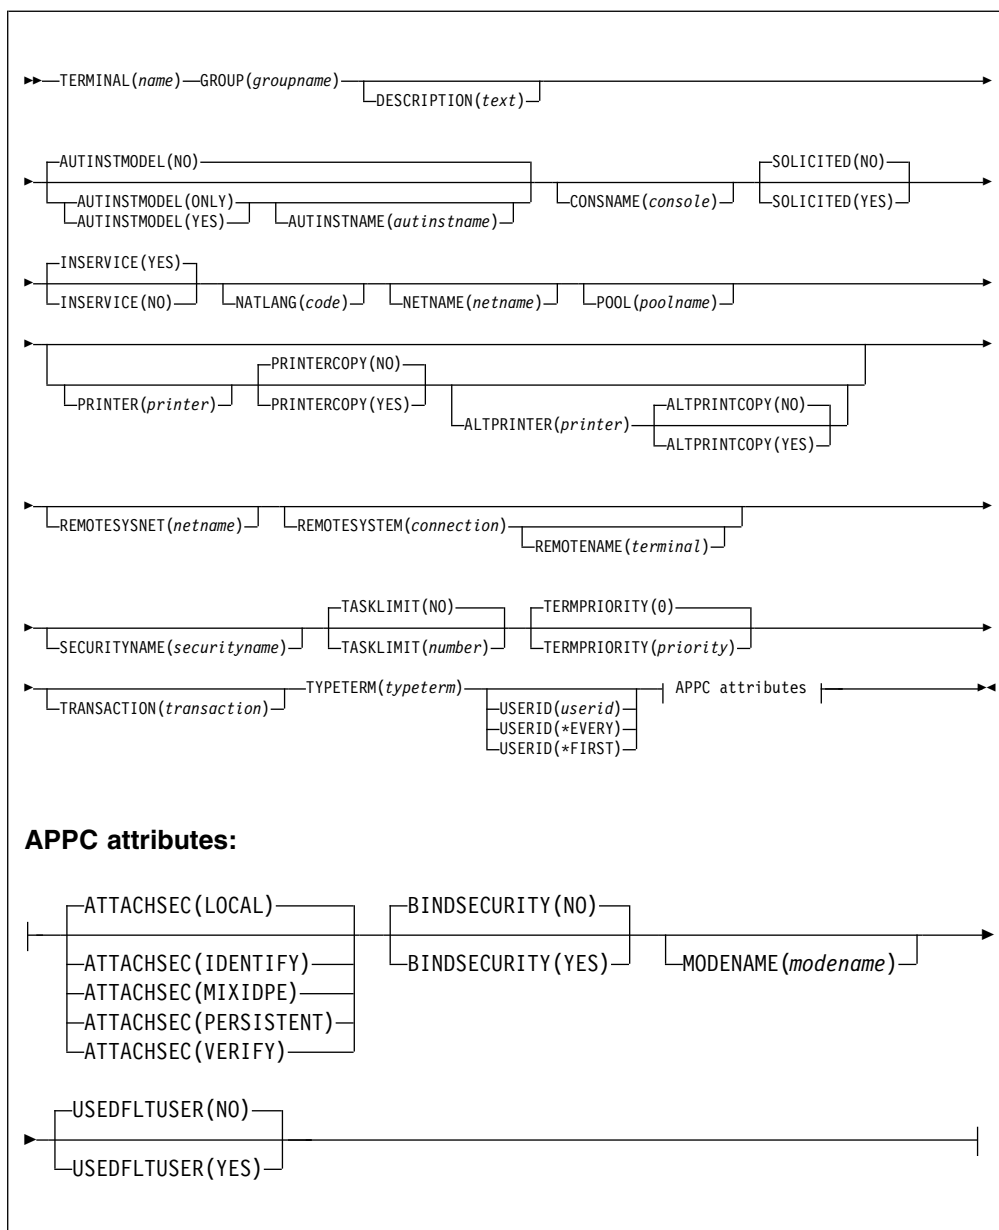 TERMINAL(name) GROUP(groupname)
DESCRIPTION(text)
AUTINSTMODEL(NO) SOLICITED(NO)
AUTINSTMODEL(ONLY) CONSNAME(console) SOLICITED(YES)
AUTINSTMODEL(YES) AUTINSTNAME(autinstname)
INSERVICE(YES)
INSERVICE(NO) NATLANG(code) NETNAME(netname) POOL(poolname)
PRINTERCOPY(NO)
PRINTER(printer) PRINTERCOPY(YES) ALTPRINTCOPY(NO)
ALTPRINTER(printer)
ALTPRINTCOPY(YES)
REMOTESYSNET(netname) REMOTESYSTEM(connection)
REMOTENAME(terminal)
TASKLIMIT(NO) TERMPRIORITY(0)
SECURITYNAME(securityname) TASKLIMIT(number) TERMPRIORITY(priority)
TYPETERM(typeterm) APPC attributes
TRANSACTION(transaction) USERID(userid)
USERID(*EVERY)
USERID(*FIRST)
APPC attributes:
ATTACHSEC(LOCAL) BINDSECURITY(NO)
ATTACHSEC(IDENTIFY) BINDSECURITY(YES) MODENAME(modename)
ATTACHSEC(MIXIDPE)
ATTACHSEC(PERSISTENT)
ATTACHSEC(VERIFY)
USEDFLTUSER(NO)
USEDFLTUSER(YES)